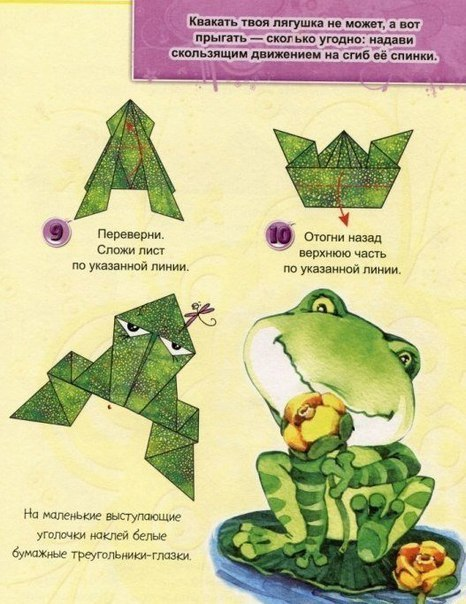 Квакать твоя лягушка не может, а вот
прыгать — сколько угодно: надави
скользящим движением на сгиб её спинки.
9
Переверни.
Сложи лист
по указанной линии.
10
Отогни назад
верхнюю часть
по указанной линии.
На маленькие выступающие
уголочки наклей белые
бумажные треугольники-глазки.